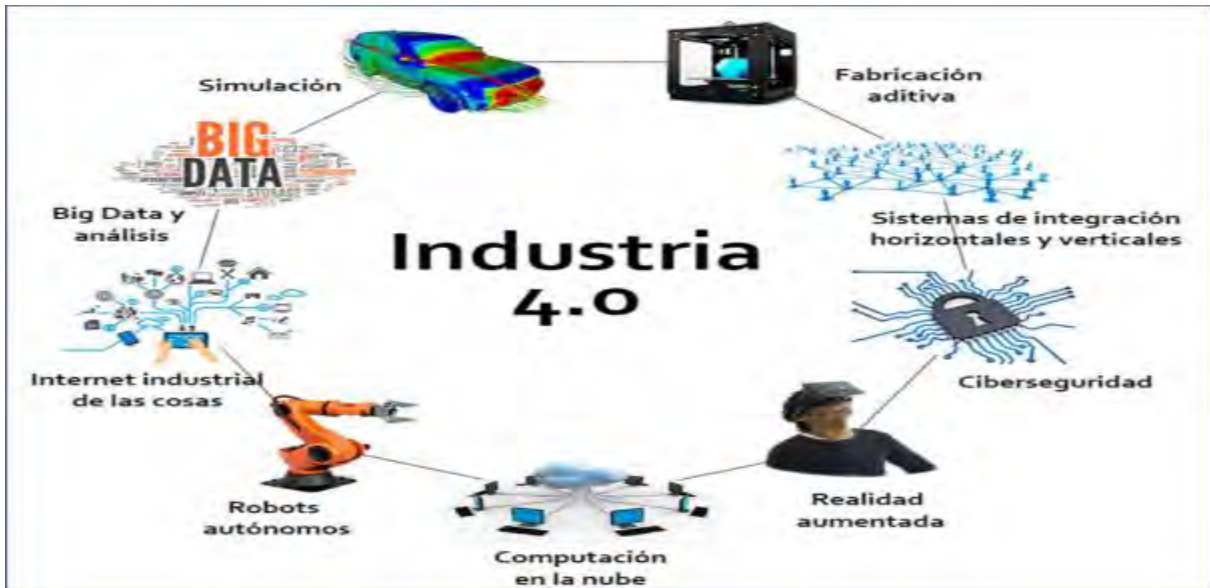 Simulación
Fabricación
aditiva
BIG
DATA
STORAGE
Big Data y
análisis
Sistemas de integración
horizontales y verticales
Industria
4.0
Internet industrial
de las cosas
Ciberseguridad
Robots
autónomos
Realidad
aumentada
Computación
en la nube